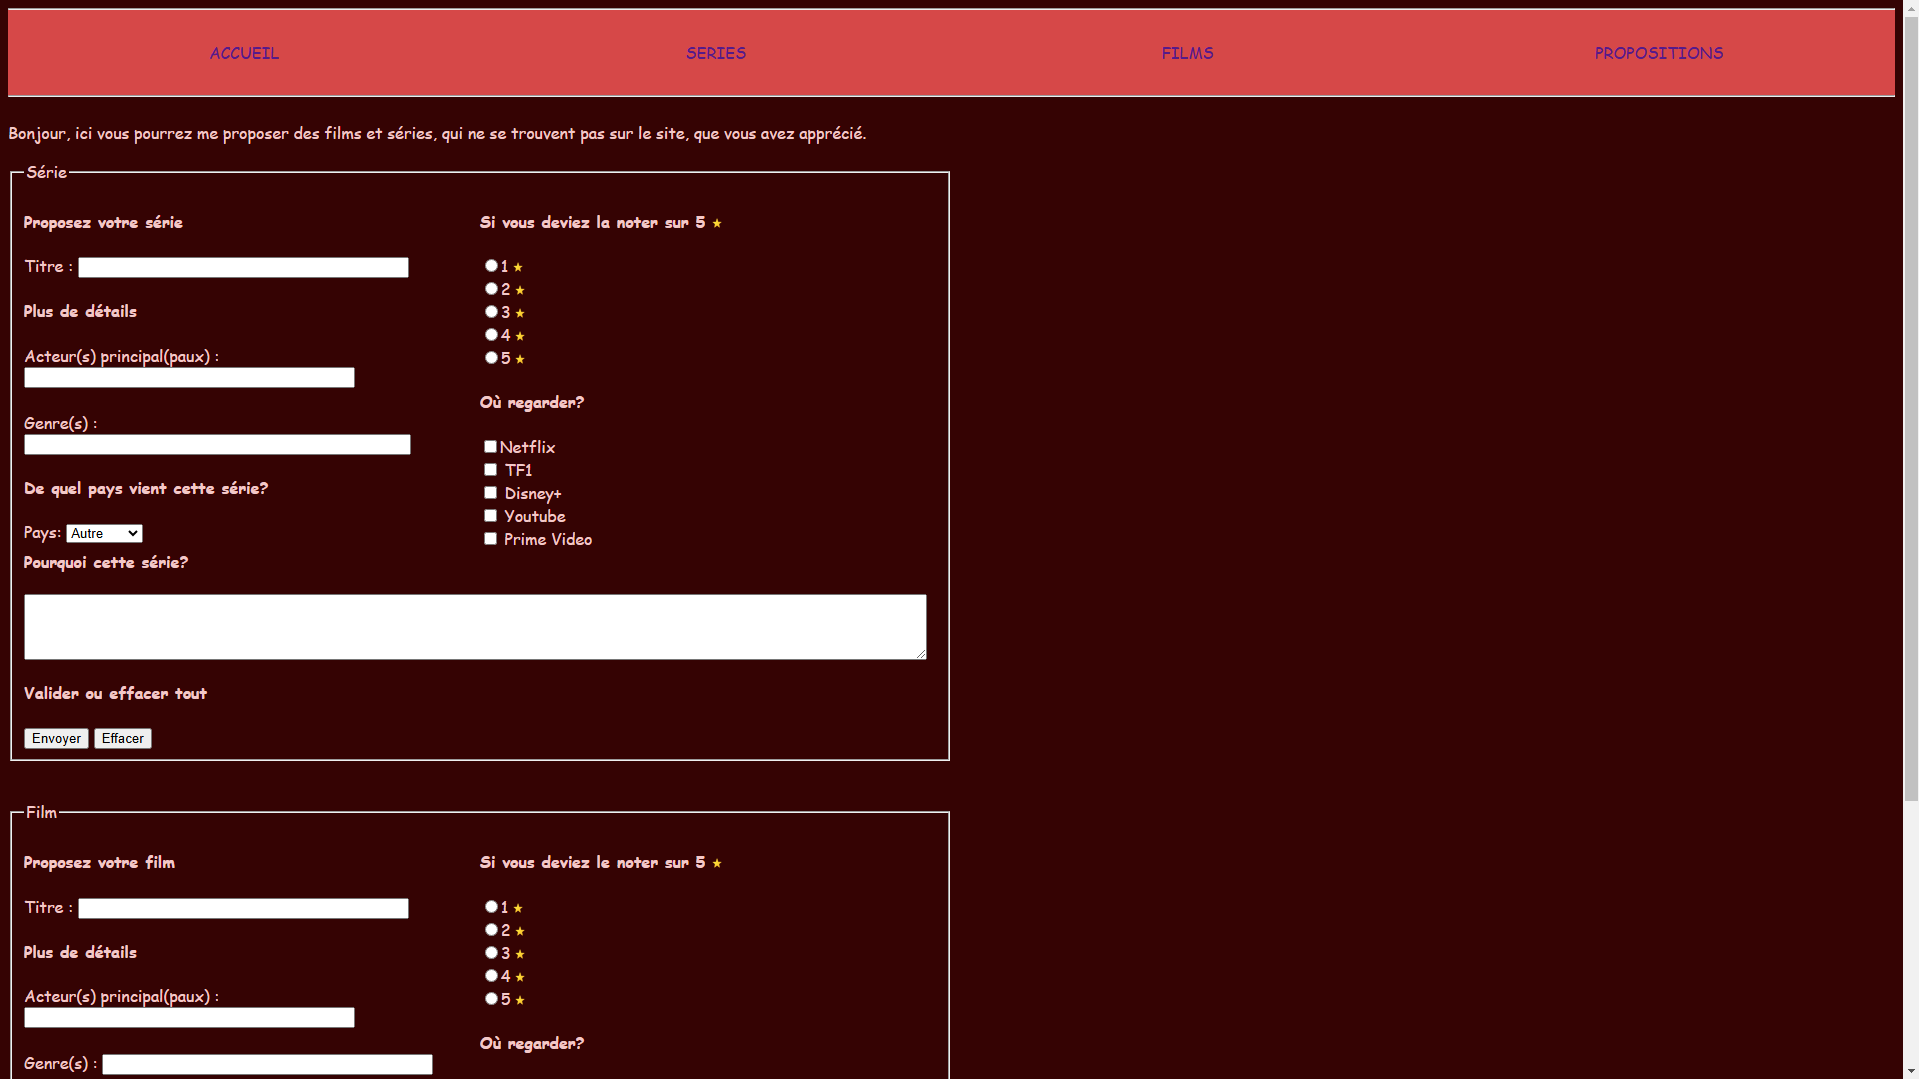 ACCUEIL SERIES FILMS PROPOSITIONS
Bonjour, ici vous pourrez me proposer des films et séries, qui ne se trouvent pas sur le site, que vous avez apprécié.
Série
Proposez votre série
Titre :
Plus de détails
Acteur(s) principal(paux) :
Genre(s) :
De quel pays vient cette série?
Pays: Autre
Si vous deviez la noter sur 5 ★
1 ★
2 ★
3 ★
4 ★
5 ★
Où regarder?
Netflix
TF1
Disney+
Youtube
Prime Video
Pourquoi cette série?
Valider ou effacer tout
Envoyer Effacer
Film
Proposez votre film
Titre :
Plus de détails
Acteur(s) principal(paux) :
Genre(s) :
Si vous deviez le noter sur 5 ★
1 ★
2 ★
3 ★
4 ★
5 ★
Où regarder?